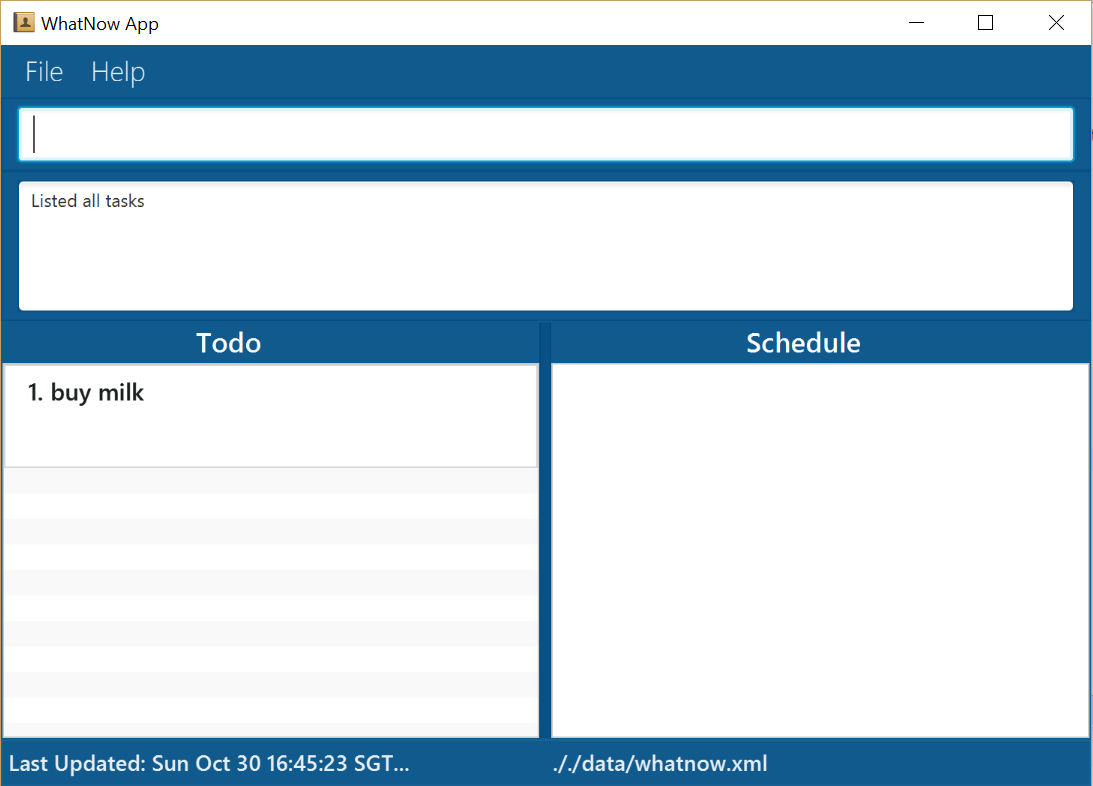 WhatNow App
File Help
Listed all tasks
Todo
Schedule
1. buy milk
Last Updated: Sun Oct 30 16:45:23 SGT...
././data/whatnow.xml